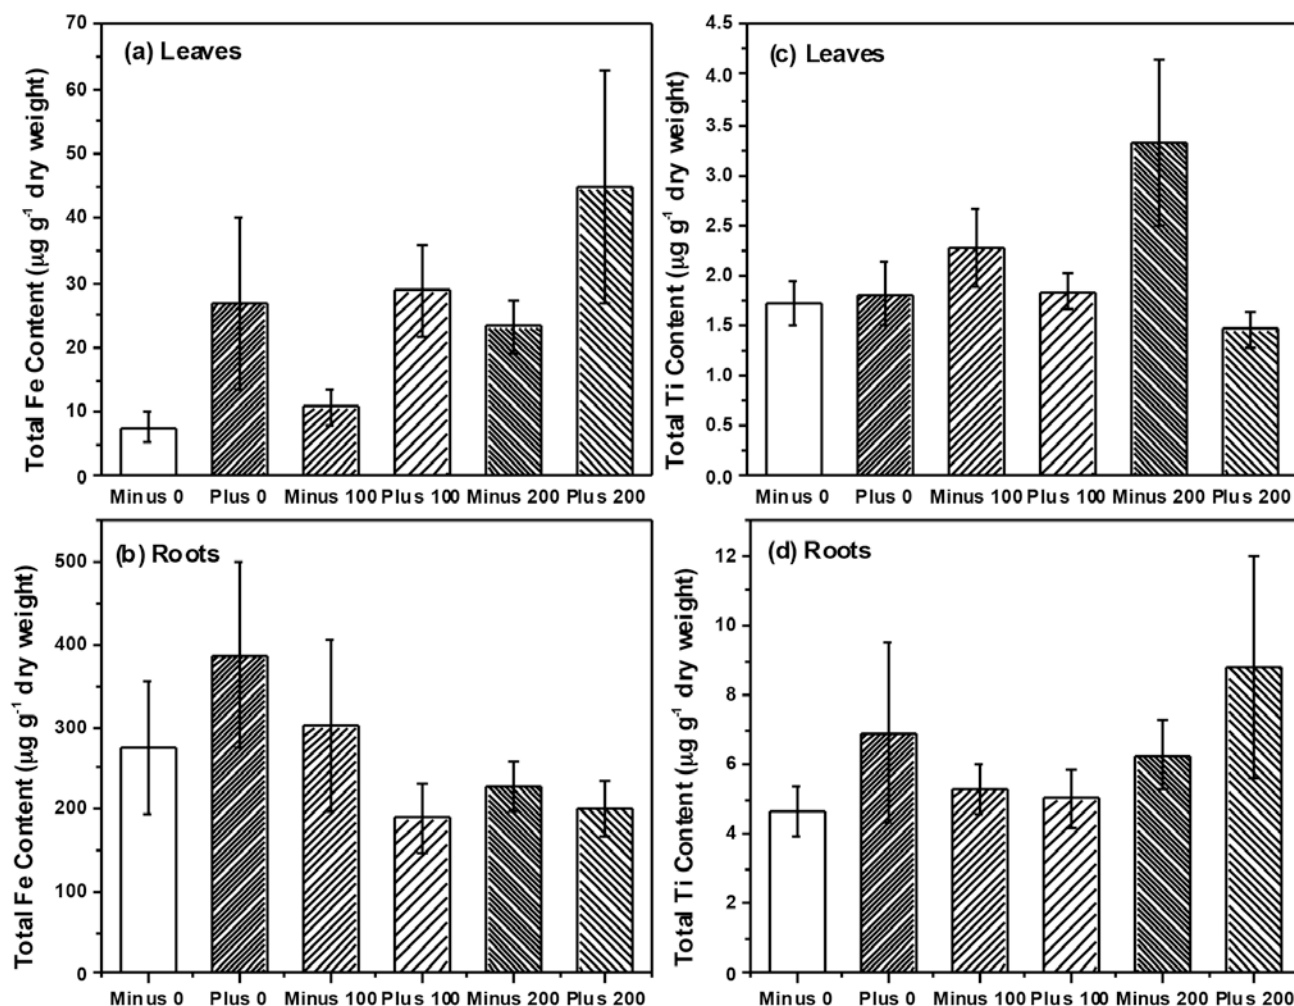 (a) Leaves
Total Fe Content (μg g⁻¹ dry weight)
70
60
50
40
30
20
10
0
Minus 0 Plus 0 Minus 100 Plus 100 Minus 200 Plus 200
(c) Leaves
Total Ti Content (μg g⁻¹ dry weight)
4.5
4.0
3.5
3.0
2.5
2.0
1.5
1.0
0.5
0.0
Minus 0 Plus 0 Minus 100 Plus 100 Minus 200 Plus 200
(b) Roots
Total Fe Content (μg g⁻¹ dry weight)
500
400
300
200
100
0
Minus 0 Plus 0 Minus 100 Plus 100 Minus 200 Plus 200
(d) Roots
Total Ti Content (μg g⁻¹ dry weight)
12
10
8
6
4
2
0
Minus 0 Plus 0 Minus 100 Plus 100 Minus 200 Plus 200